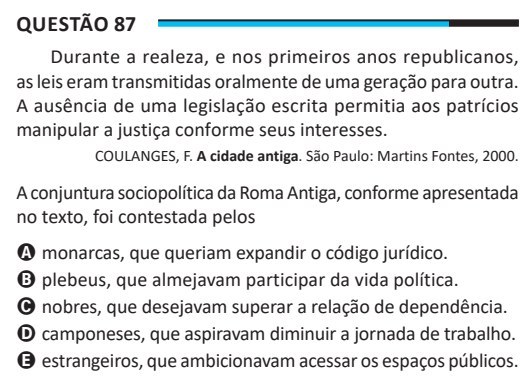 QUESTÃO 87
Durante a realeza, e nos primeiros anos republicanos,
as leis eram transmitidas oralmente de uma geração para outra.
A ausência de uma legislação escrita permitia aos patrícios
manipular a justiça conforme seus interesses.
COULANGES, F. A cidade antiga. São Paulo: Martins Fontes, 2000.
A conjuntura sociopolítica da Roma Antiga, conforme apresentada
no texto, foi contestada pelos
A monarcas, que queriam expandir o código jurídico.
B plebeus, que almejavam participar da vida política.
C nobres, que desejavam superar a relação de dependência.
D camponeses, que aspiravam diminuir a jornada de trabalho.
E estrangeiros, que ambicionavam acessar os espaços públicos.